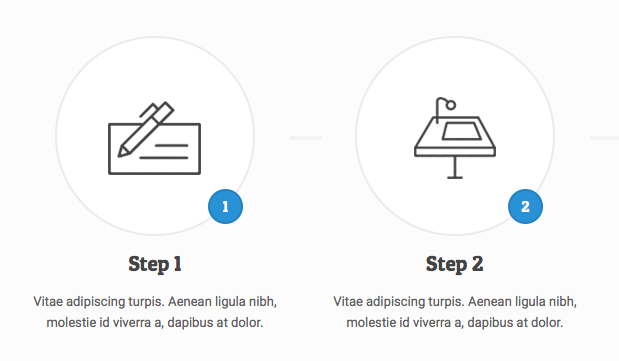 1
2
Step 1
Step 2
Vitae adipiscing turpis. Aenean ligula nibh,
molestie id viverra a, dapibus at dolor.
Vitae adipiscing turpis. Aenean ligula nibh,
molestie id viverra a, dapibus at dolor.